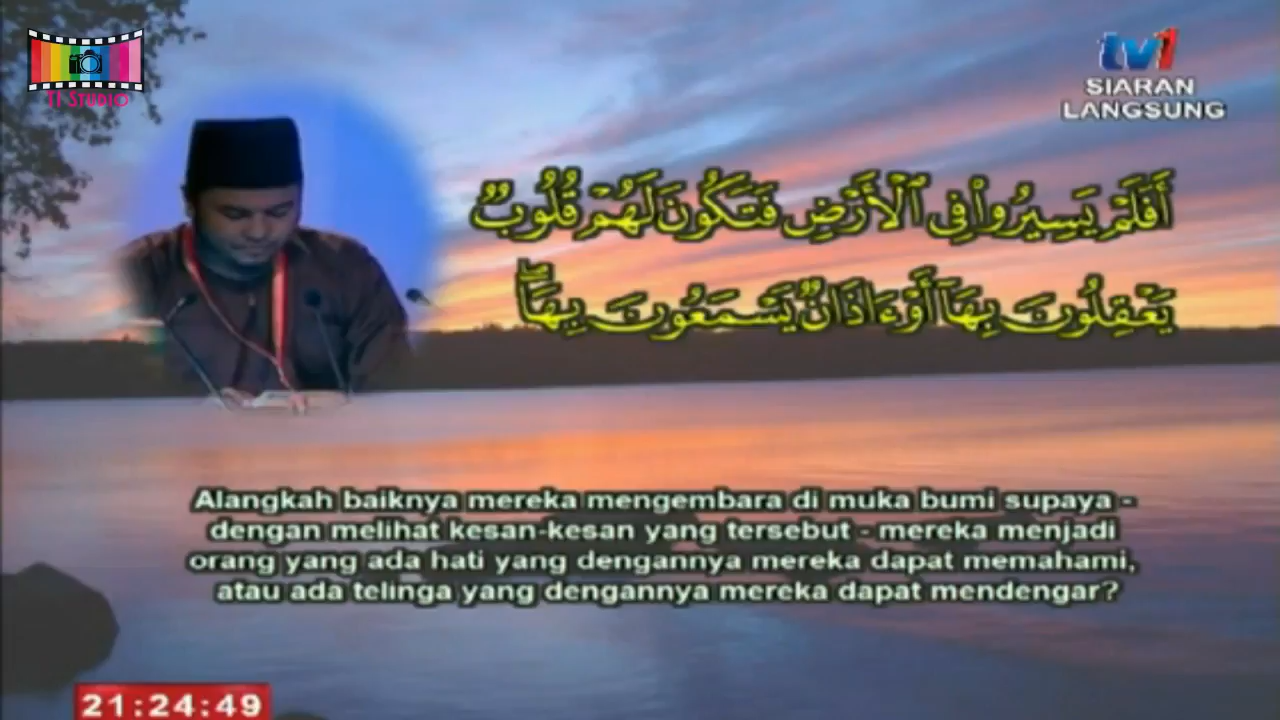 TJ STUDIO
tv1
SIARAN
LANGSUNG
أَفَلَمْ يَسِيرُوا۟ فِى ٱلْأَرْضِ فَتَكُونَ لَهُمْ قُلُوبٌ
يَعْقِلُونَ بِهَآ أَوْ ءَاذَانٌ يَسْمَعُونَ بِهَا ۖ
Alangkah baiknya mereka mengembara di muka bumi supaya -
dengan melihat kesan-kesan yang tersebut - mereka menjadi
orang yang ada hati yang dengannya mereka dapat memahami,
atau ada telinga yang dengannya mereka dapat mendengar?
21:24:49